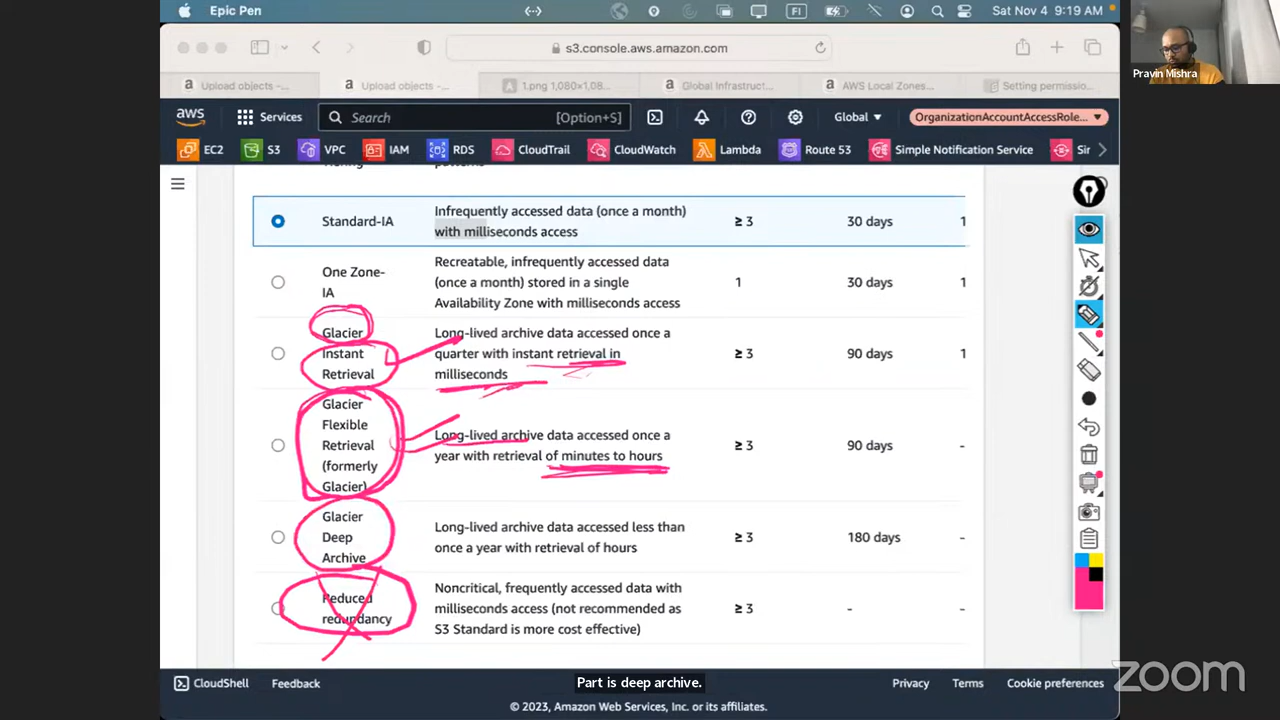 Epic Pen
FI
Sat Nov 4 9:19 AM
Pravin Mishra
s3.console.aws.amazon.com
Upload objects -...
Upload objects -...
1.png 1,080×1,08...
Global Infrastruct...
AWS Local Zones...
Setting permissio...
aws
Services
Search
[Option+S]
Global
OrganizationAccountAccessRole...
EC2
S3
VPC
IAM
RDS
CloudTrail
CloudWatch
Lambda
Route 53
Simple Notification Service
Sir
patterns
Standard-IA
Infrequently accessed data (once a month)
with milliseconds access
≥ 3
30 days
1
One Zone-
IA
Recreatable, infrequently accessed data
(once a month) stored in a single
Availability Zone with milliseconds access
1
30 days
1
Glacier
Instant
Retrieval
Long-lived archive data accessed once a
quarter with instant retrieval in
milliseconds
≥ 3
90 days
1
Glacier
Flexible
Retrieval
(formerly
Glacier)
Long-lived archive data accessed once a
year with retrieval of minutes to hours
≥ 3
90 days
-
Glacier
Deep
Archive
Long-lived archive data accessed less than
once a year with retrieval of hours
≥ 3
180 days
-
Reduced
redundancy
Noncritical, frequently accessed data with
milliseconds access (not recommended as
S3 Standard is more cost effective)
≥ 3
-
-
CloudShell
Feedback
Part is deep archive.
Privacy
Terms
Cookie preferences
© 2023, Amazon Web Services, Inc. or its affiliates.
zoom